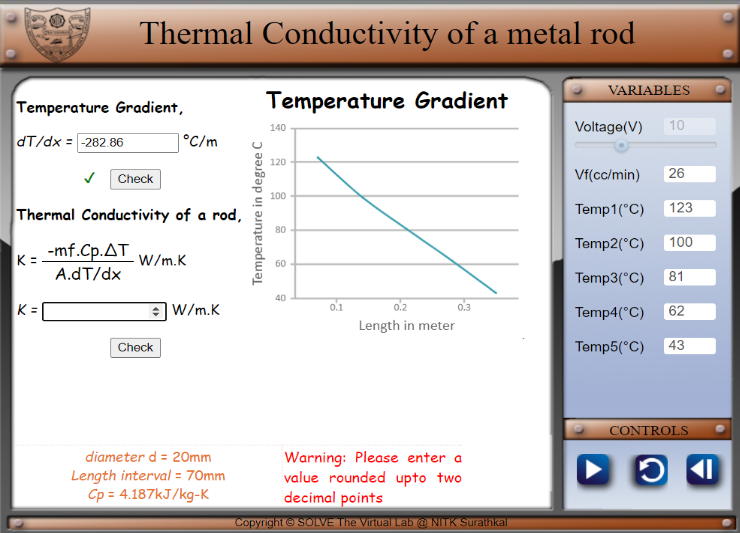 Thermal Conductivity of a metal rod
Temperature Gradient,
dT/dx = -282.86 °C/m
✓ Check
Thermal Conductivity of a rod,
K = -mf.Cp.ΔT
A.dT/dx W/m.K
K = W/m.K
Check
Temperature Gradient
Temperature in degree C
140
120
100
80
60
40
0.1 0.2 0.3
Length in meter
diameter d = 20mm
Length interval = 70mm
Cp = 4.187kJ/kg-K
Warning: Please enter a
value rounded upto two
decimal points
VARIABLES
Voltage(V) 10
Vf(cc/min) 26
Temp1(°C) 123
Temp2(°C) 100
Temp3(°C) 81
Temp4(°C) 62
Temp5(°C) 43
CONTROLS
Copyright © SOLVE The Virtual Lab @ NITK Surathkal